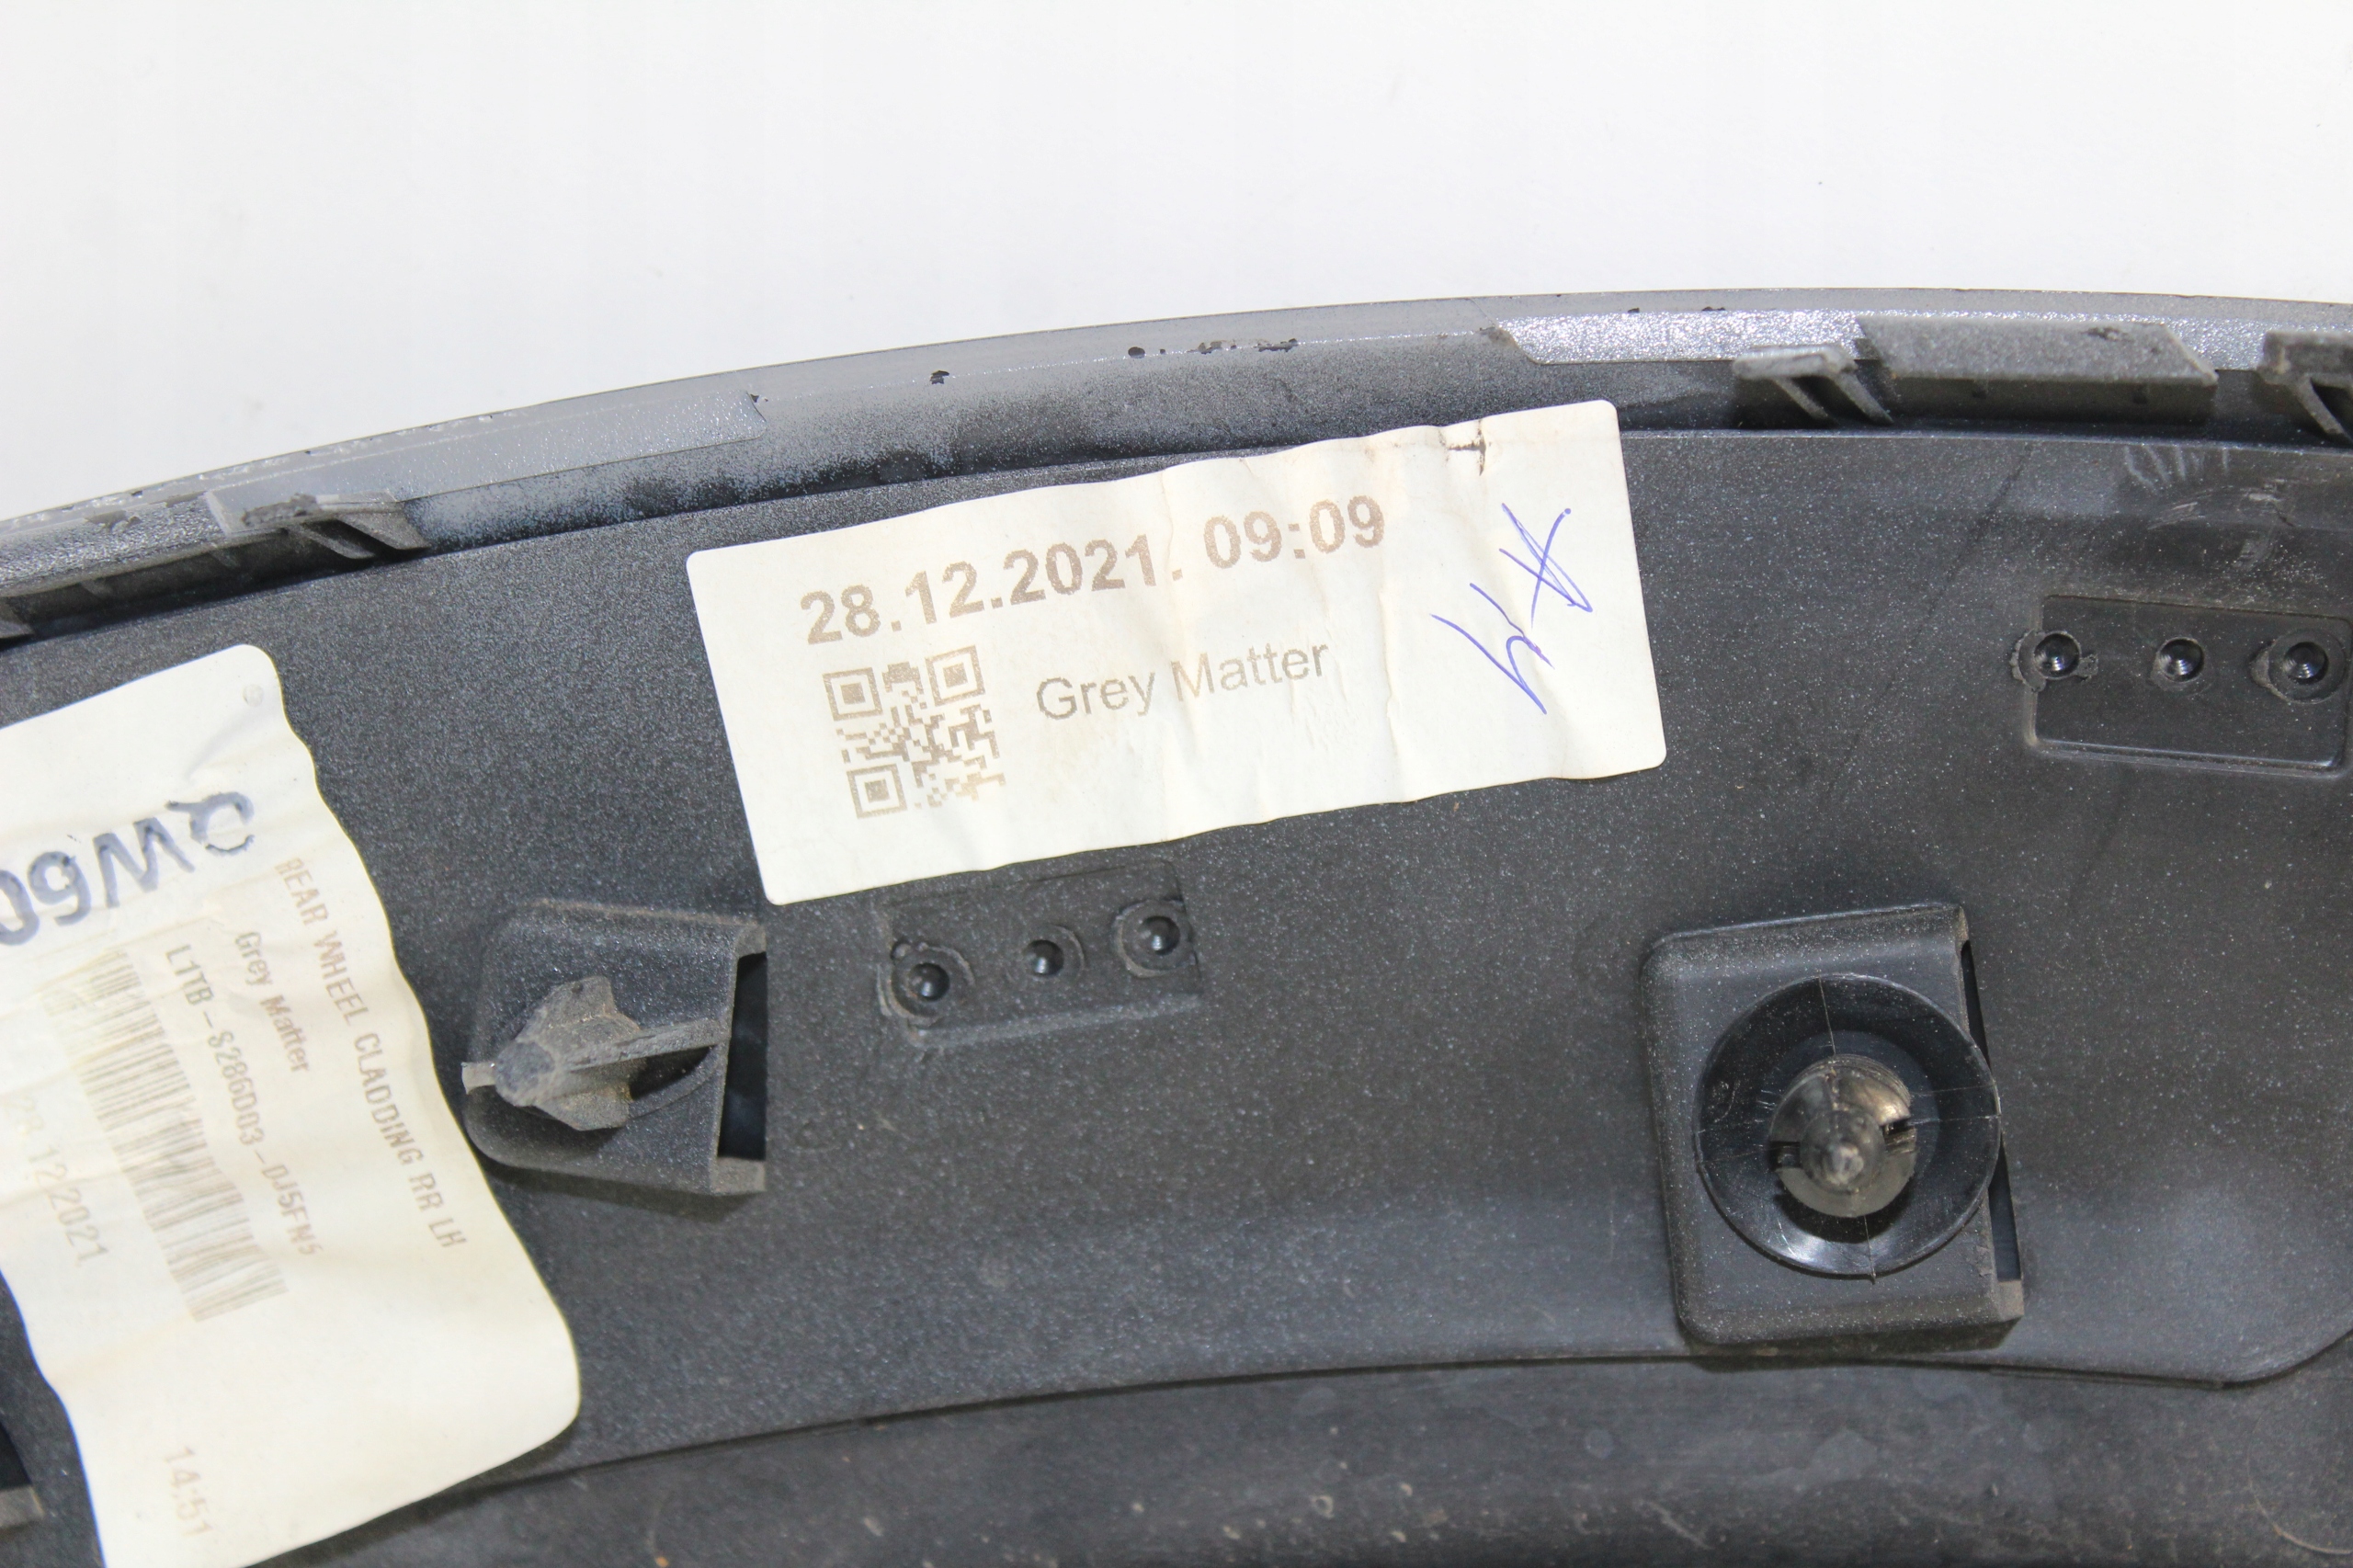 28.12.2021. 09:09
Grey Matter
REAR WHEEL CLADDING RR LH
Grey Matter
L1TB-S286D03-DJ5FN5
28.12.2021
14:51
QW60